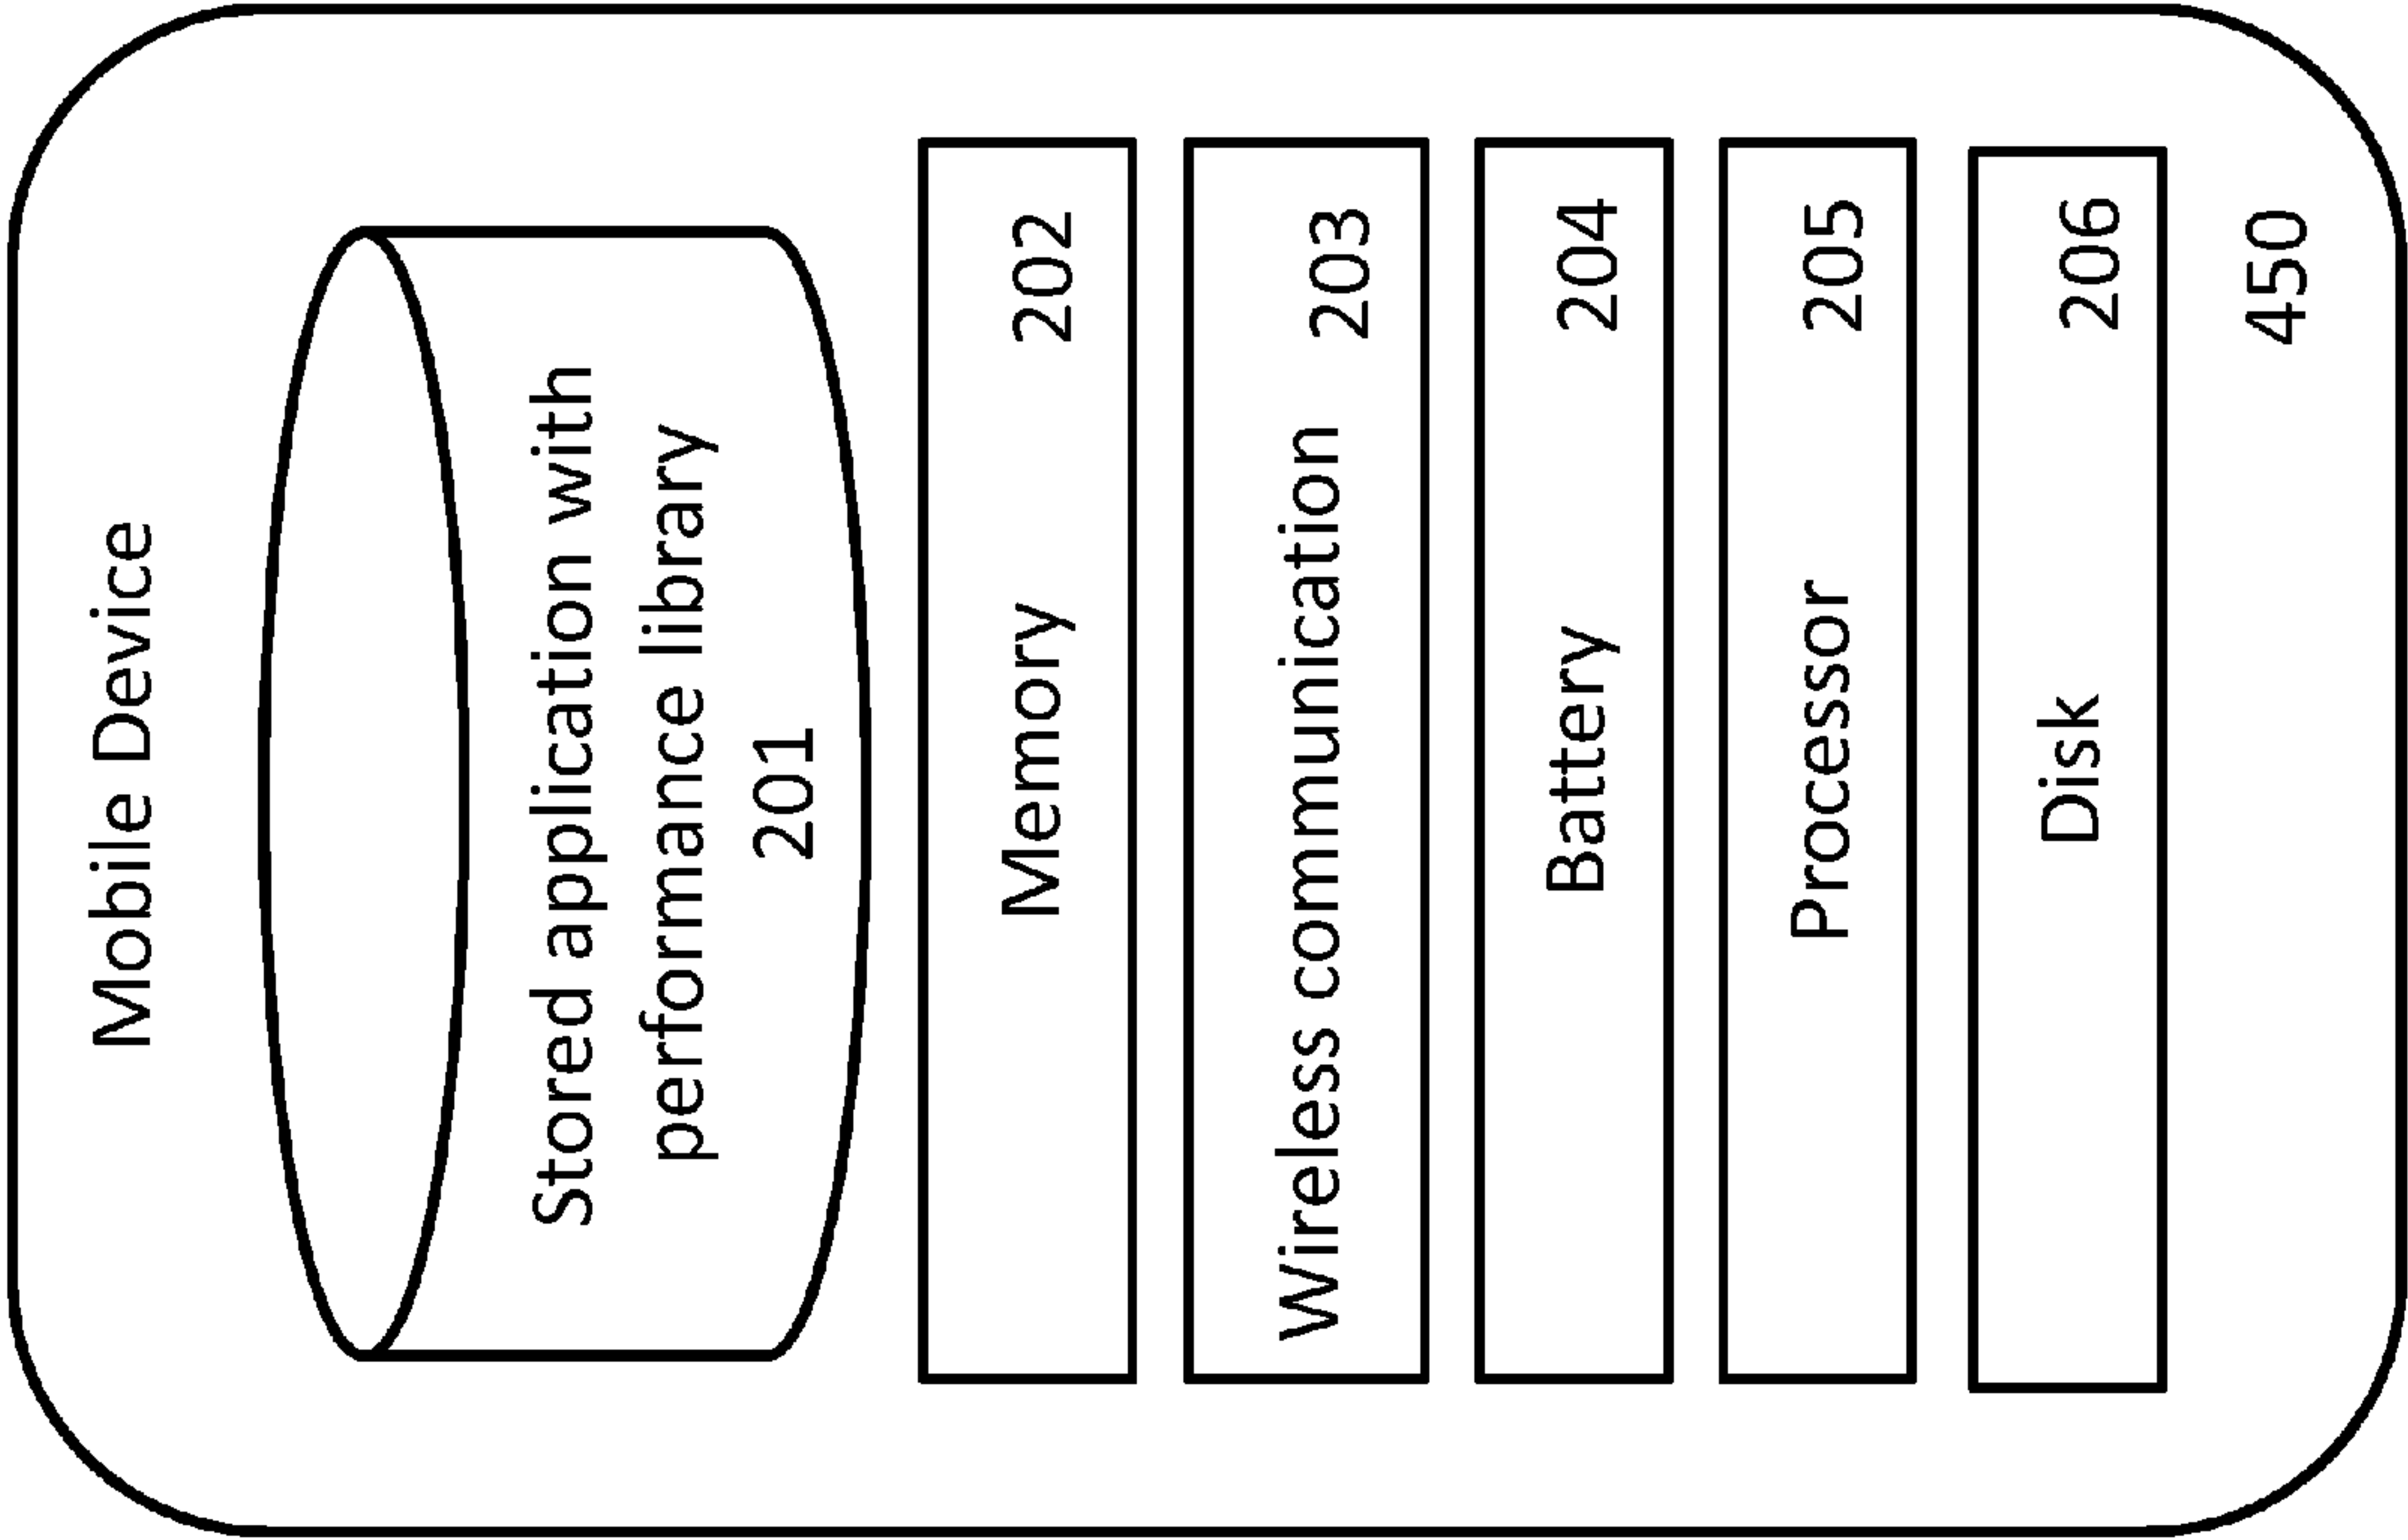 Mobile Device
Stored application with
performance library
201
Memory 202
Wireless communication 203
Battery 204
Processor 205
Disk 206
450